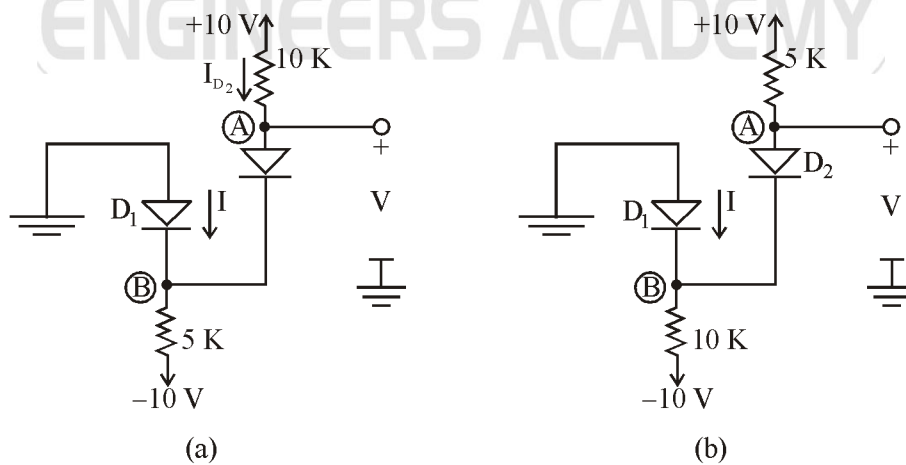 ENGINEERS ACADEMY
+10 V
10 K
I_D₂
A
+
D₁
I
V
B
5 K
–10 V
(a)
+10 V
5 K
A
+
D₂
D₁
I
V
B
10 K
–10 V
(b)